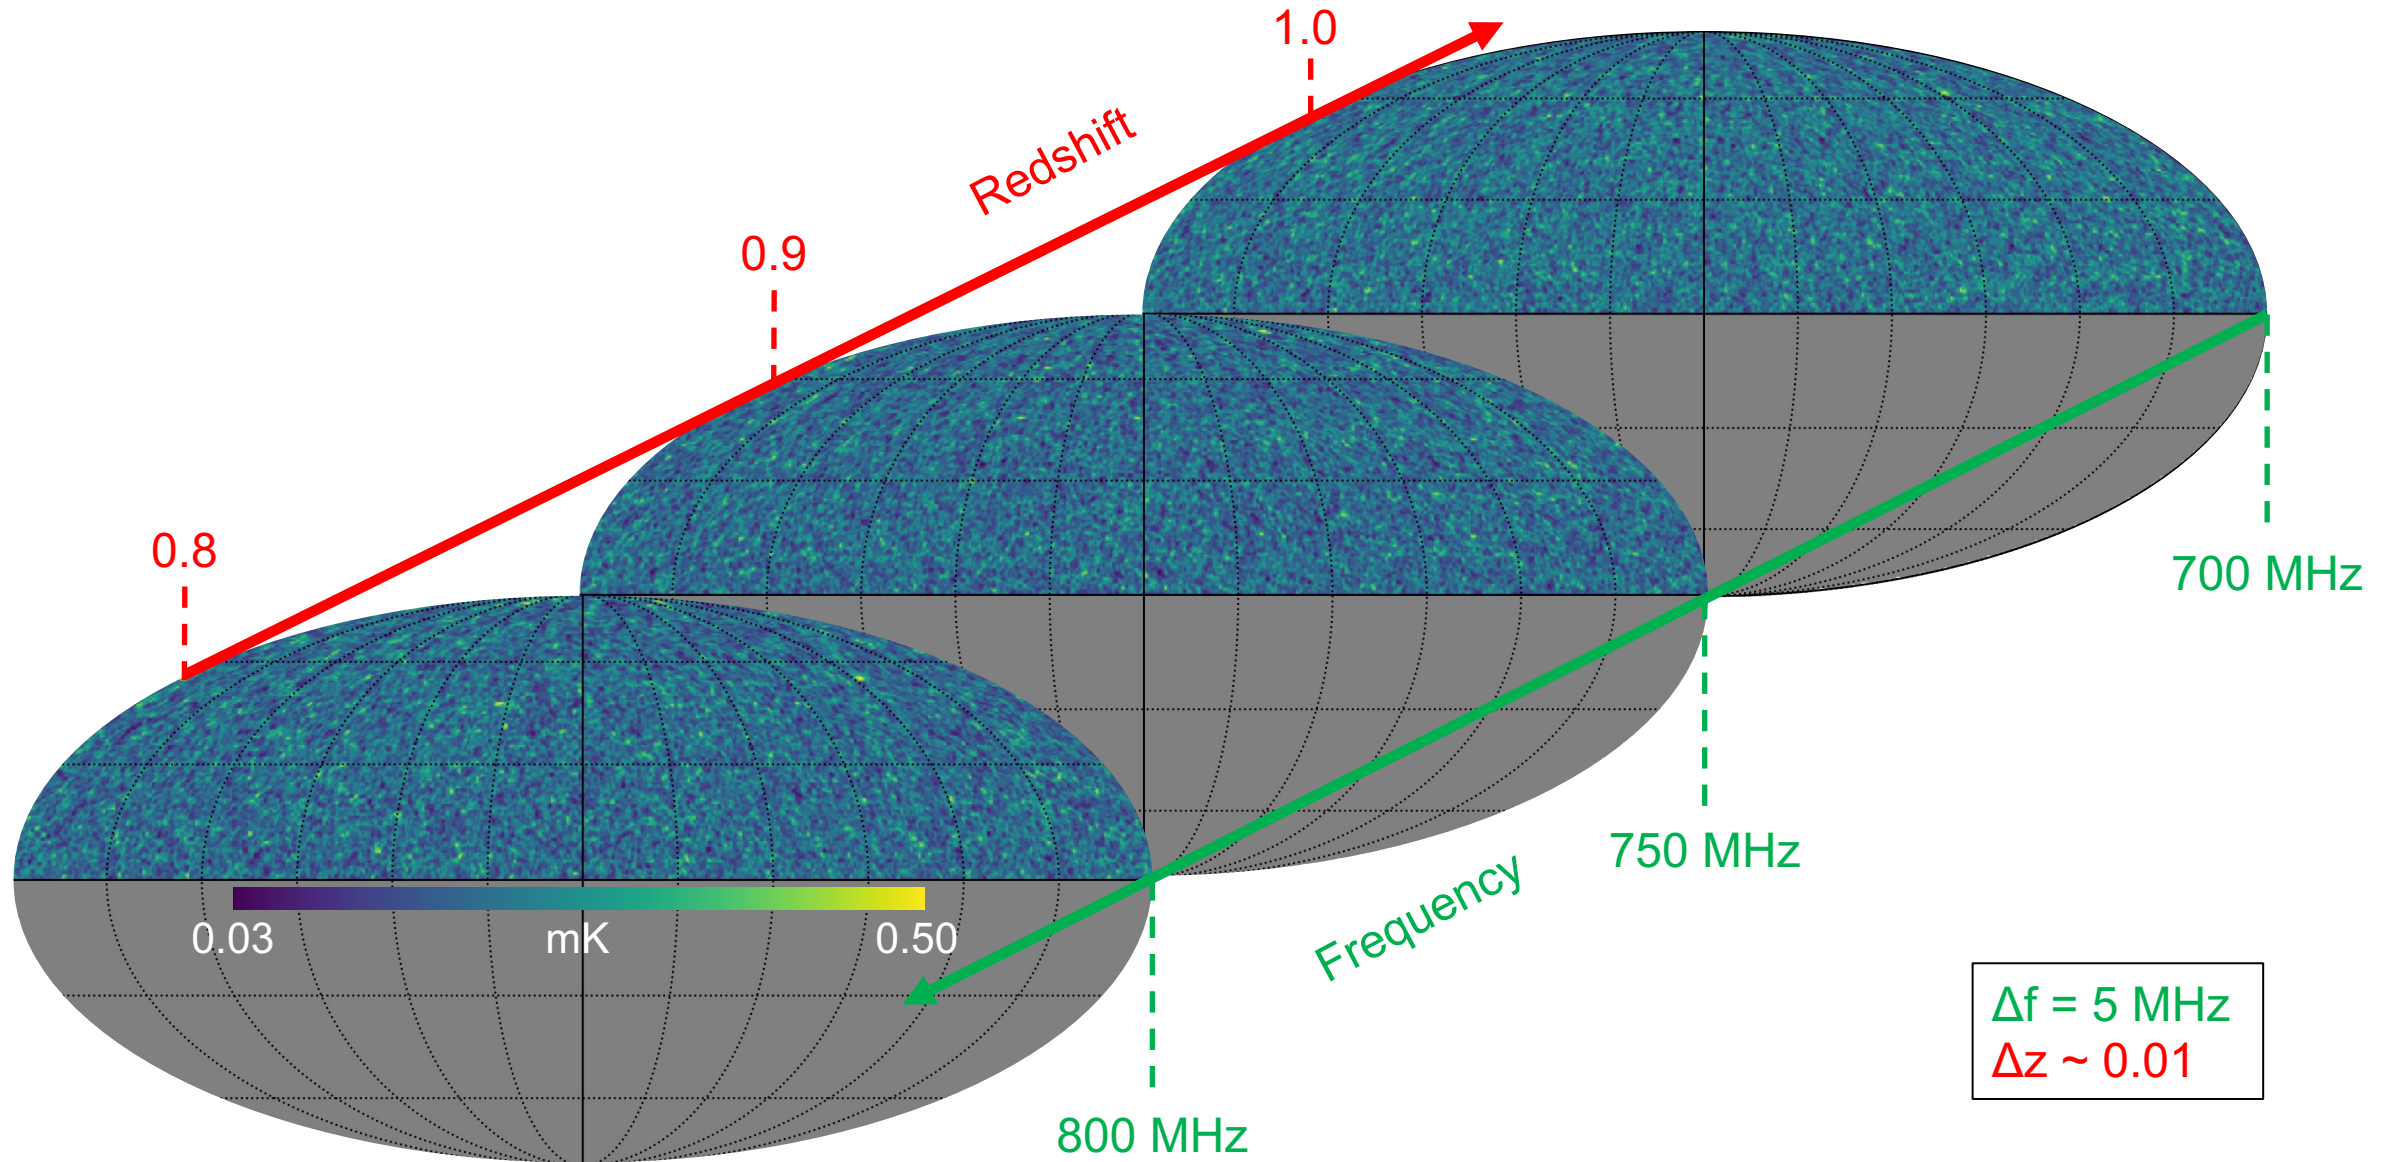 1.0
Redshift
0.9
0.8
700 MHz
750 MHz
Frequency
0.03 mK 0.50
Δf = 5 MHz
Δz ~ 0.01
800 MHz